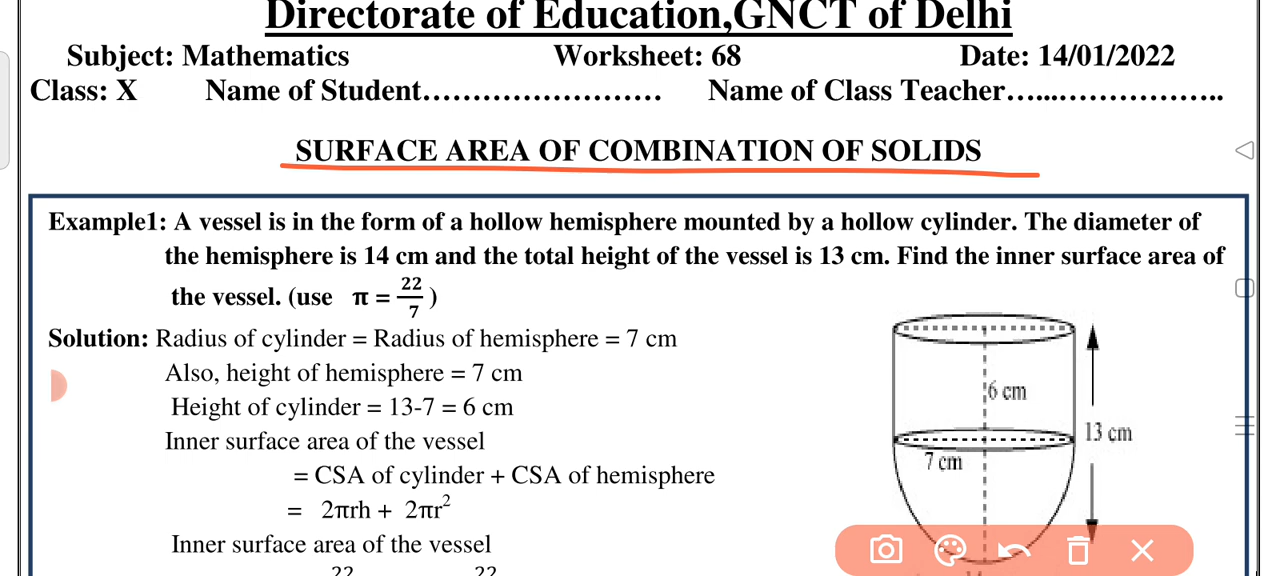 Directorate of Education,GNCT of Delhi
Subject: Mathematics Worksheet: 68 Date: 14/01/2022
Class: X Name of Student........................ Name of Class Teacher........................
SURFACE AREA OF COMBINATION OF SOLIDS
Example1: A vessel is in the form of a hollow hemisphere mounted by a hollow cylinder. The diameter of
the hemisphere is 14 cm and the total height of the vessel is 13 cm. Find the inner surface area of
the vessel. (use π = 22/7 )
Solution: Radius of cylinder = Radius of hemisphere = 7 cm
Also, height of hemisphere = 7 cm
Height of cylinder = 13-7 = 6 cm
6 cm
Inner surface area of the vessel
13 cm
7 cm
= CSA of cylinder + CSA of hemisphere
= 2πrh + 2πr²
Inner surface area of the vessel
22 22